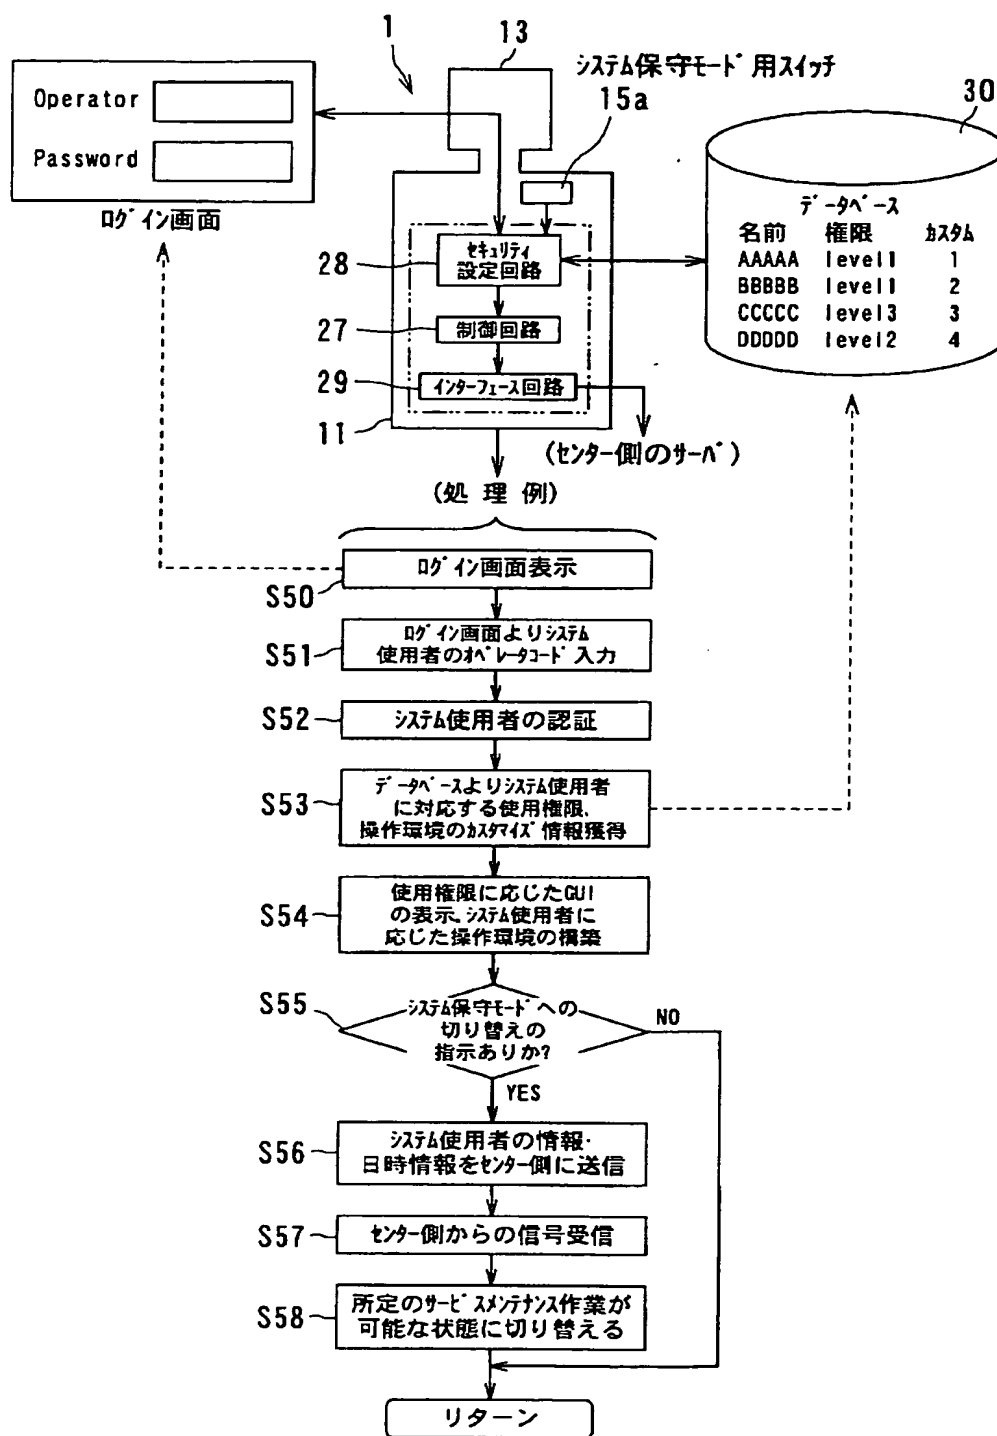 1
13
システム保守モード用スイッチ
15a
30
Operator
Password
ログイン画面
データベース
名前 権限 カスタム
AAAAA level1 1
BBBBB level1 2
CCCCC level3 3
DDDDD level2 4
28
セキュリティ
設定回路
27
制御回路
29
インターフェース回路
11
(センター側のサーバ)
(処理例)
S50
ログイン画面表示
S51
ログイン画面よりシステム
使用者のオペレータコード入力
S52
システム使用者の認証
S53
データベースよりシステム使用者
に対応する使用権限、
操作環境のカスタマイズ情報獲得
S54
使用権限に応じたGUI
の表示、システム使用者に
応じた操作環境の構築
S55
システム保守モードへの
切り替えの
指示ありか?
NO
YES
S56
システム使用者の情報・
日時情報をセンター側に送信
S57
センター側からの信号受信
S58
所定のサービスメンテナンス作業が
可能な状態に切り替える
リターン